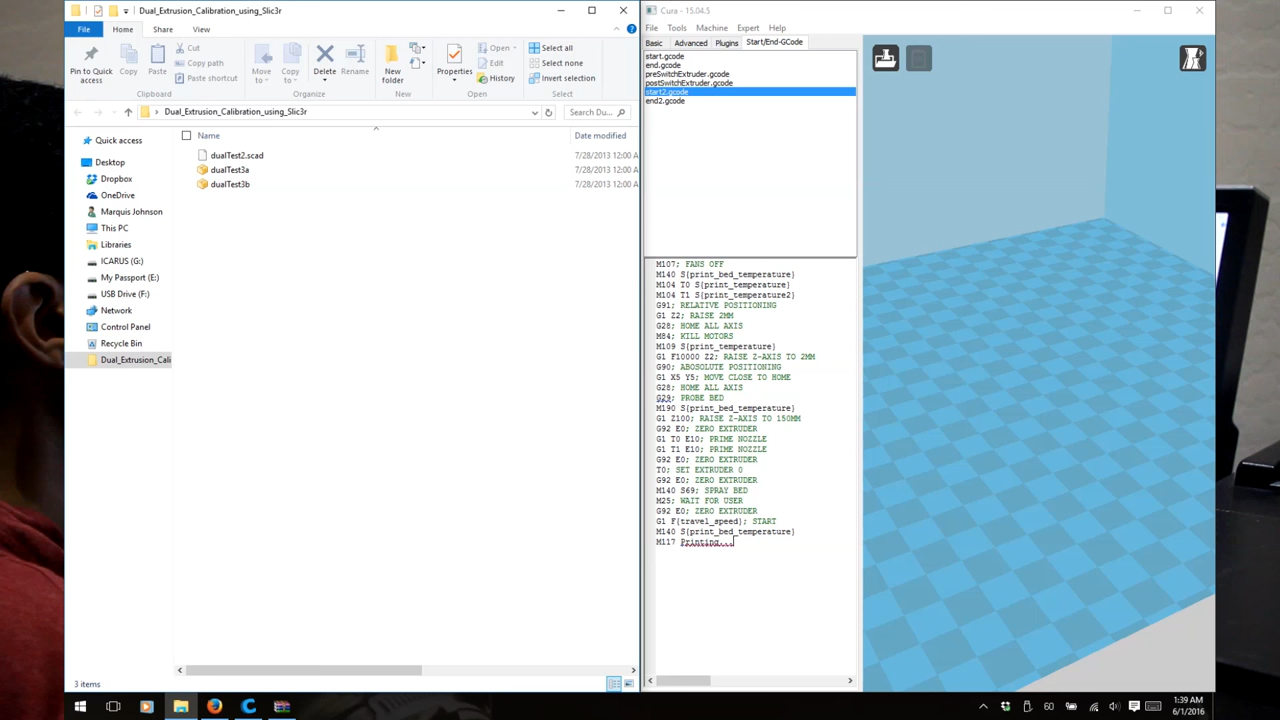 Dual_Extrusion_Calibration_using_Slic3r
File
Home
Share
View
Pin to Quick access
Copy
Paste
Cut
Copy path
Paste shortcut
Clipboard
Move to
Copy to
Delete
Rename
Organize
New folder
New
Properties
Open
Edit
History
Open
Select all
Select none
Invert selection
Select
Dual_Extrusion_Calibration_using_Slic3r
Search Du...
Quick access
Desktop
Dropbox
OneDrive
Marquis Johnson
This PC
Libraries
ICARUS (G:)
My Passport (E:)
USB Drive (F:)
Network
Control Panel
Recycle Bin
Dual_Extrusion_Cali
Name
Date modified
dualTest2.scad
7/28/2013 12:00 A
dualTest3a
7/28/2013 12:00 A
dualTest3b
7/28/2013 12:00 A
3 items
Cura - 15.04.5
File
Tools
Machine
Expert
Help
Basic
Advanced
Plugins
Start/End-GCode
start.gcode
end.gcode
preSwitchExtruder.gcode
postSwitchExtruder.gcode
start2.gcode
end2.gcode
M107; FANS OFF
M140 S{print_bed_temperature}
M104 T0 S{print_temperature}
M104 T1 S{print_temperature2}
G91; RELATIVE POSITIONING
G1 Z2; RAISE 2MM
G28; HOME ALL AXIS
M84; KILL MOTORS
M109 S{print_temperature}
G1 F10000 Z2; RAISE Z-AXIS TO 2MM
G90; ABOSOLUTE POSITIONING
G1 X5 Y5; MOVE CLOSE TO HOME
G28; HOME ALL AXIS
G29; PROBE BED
M190 S{print_bed_temperature}
G1 Z100; RAISE Z-AXIS TO 150MM
G92 E0; ZERO EXTRUDER
G1 T0 E10; PRIME NOZZLE
G1 T1 E10; PRIME NOZZLE
G92 E0; ZERO EXTRUDER
T0; SET EXTRUDER 0
G92 E0; ZERO EXTRUDER
M140 S69; SPRAY BED
M25; WAIT FOR USER
G92 E0; ZERO EXTRUDER
G1 F{travel_speed}; START
M140 S{print_bed_temperature}
M117 Printing...
60
1:39 AM
6/1/2016